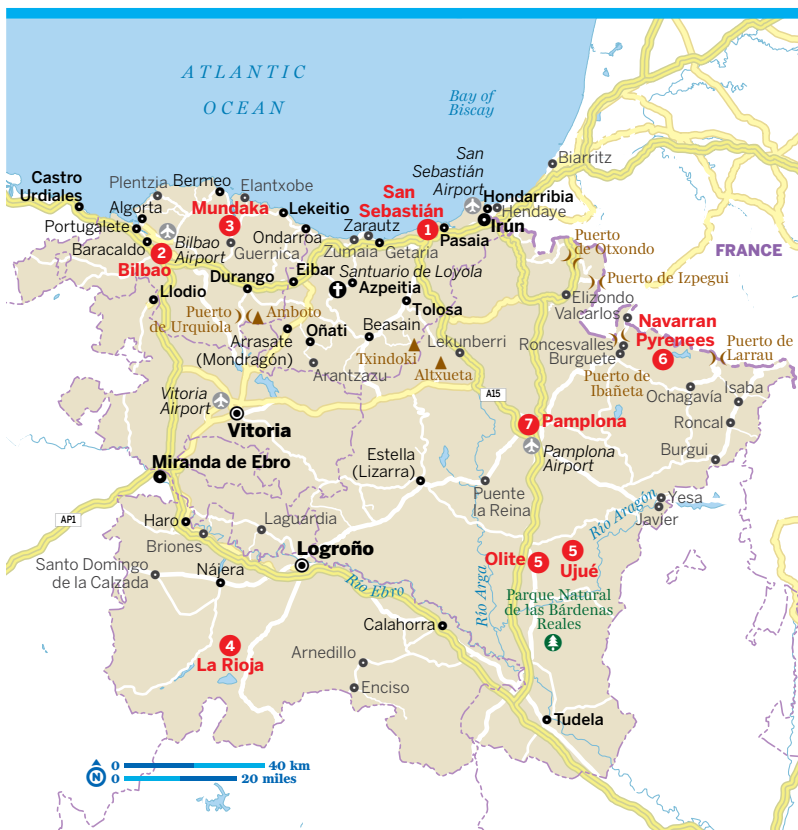 ATLANTIC
OCEAN
Bay of
Biscay
San
Sebastián
Airport
Biarritz
Castro
Urdiales
Plentzia
Bermeo
Elantxobe
Algorta
Mundaka
3
Lekeitio
San
Sebastián
1
Hondarribia
Hendaye
Irún
Portugalete
Zarautz
Pasaia
Baracaldo
2
Bilbao
Bilbao
Airport
Guernica
Ondarroa
Zumaia
Getaria
Puerto
de Otxondo
FRANCE
Durango
Eibar
Santuario de Loyola
Azpeitia
Puerto de Izpegui
Llodio
Tolosa
Elizondo
Valcarlos
Puerto
de Urquiola
Amboto
Beasain
Navarran
Pyrenees
6
Arrasate
(Mondragón)
Oñati
Txindoki
Lekunberri
Roncesvalles
Burguete
Puerto de
Larrau
Arantzazu
Altxueta
Puerto de
Ibañeta
Ochagavía
Isaba
Vitoria
Airport
A15
Vitoria
7
Pamplona
Roncal
Pamplona
Airport
Burgui
Miranda de Ebro
Estella
(Lizarra)
Puente
la Reina
Yesa
Javier
Río Aragón
AP1
Haro
Laguardia
Briones
Logroño
Olite
5
5
Ujué
Santo Domingo
de la Calzada
Nájera
Río Ebro
Río Arga
Parque Natural
de las Bárdenas
Reales
Calahorra
4
La Rioja
Arnedillo
Enciso
Tudela
N
0
40 km
0
20 miles